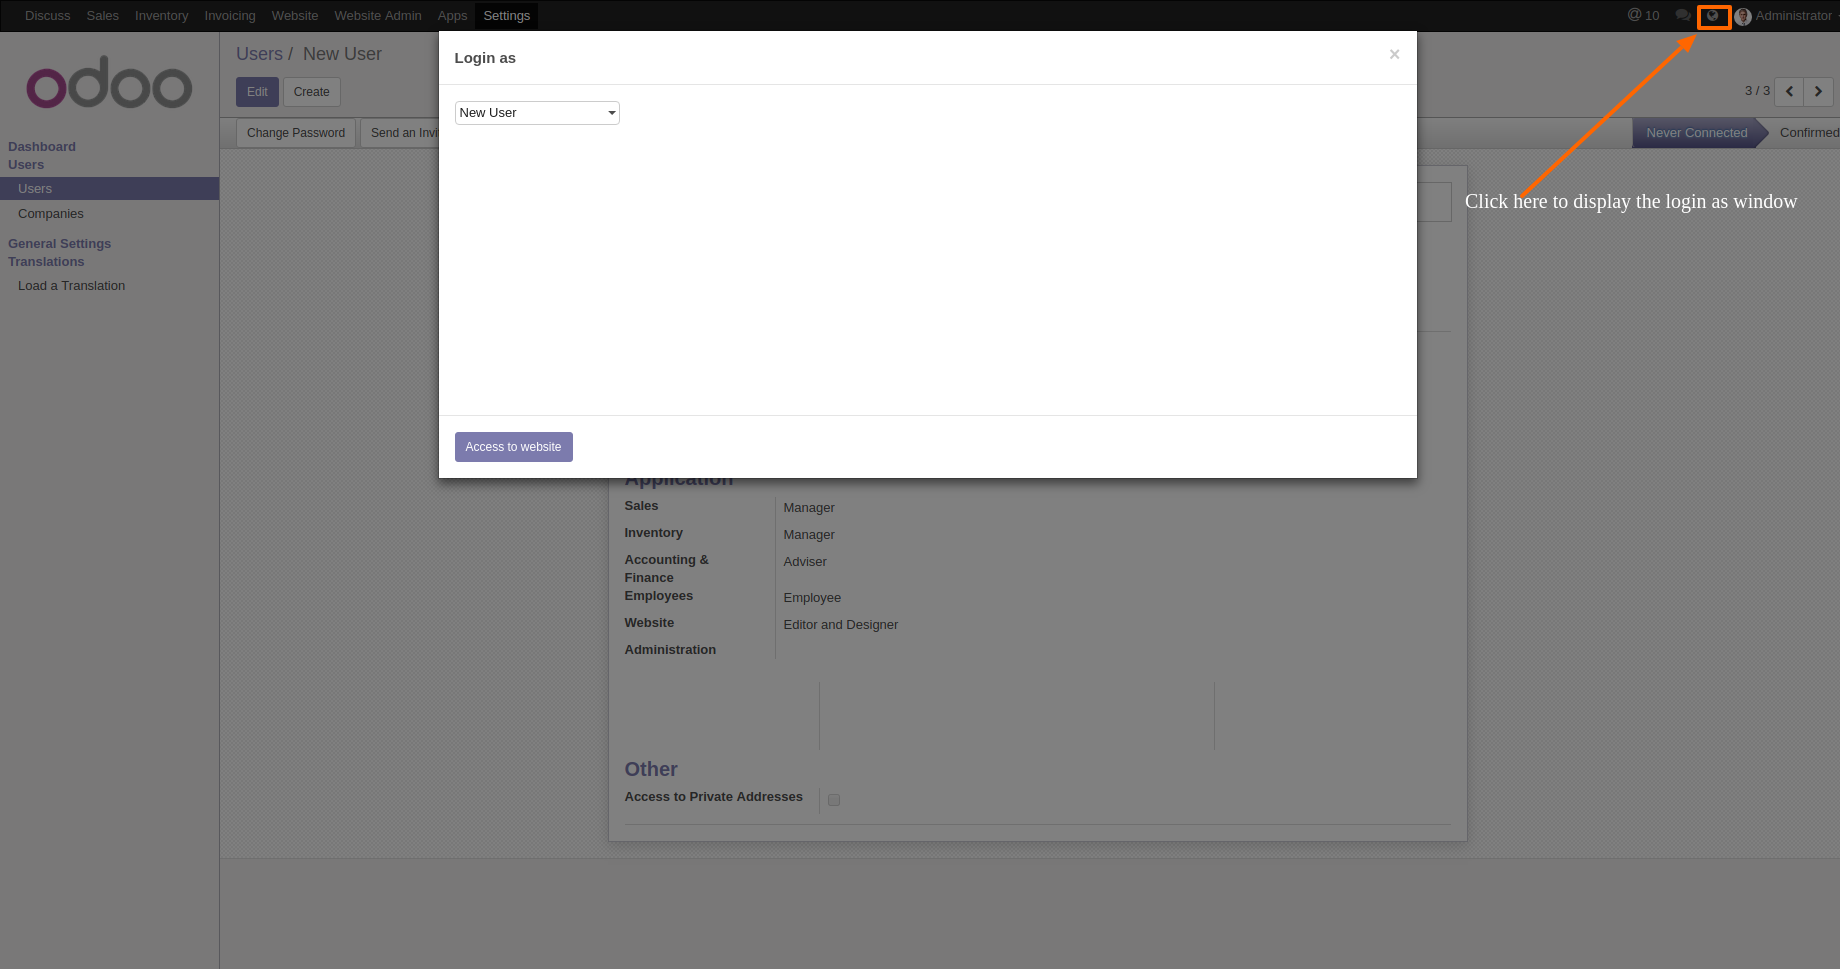 Discuss Sales Inventory Invoicing Website Website Admin Apps Settings @ 10 Administrator
odoo
Users / New User
Edit Create
3 / 3
Change Password Send an Invit
Never Connected Confirmed
Login as ×
New User
Access to website
Click here to display the login as window
Dashboard
Users
Users
Companies
General Settings
Translations
Load a Translation
Application
Sales Manager
Inventory Manager
Accounting & Adviser
Finance
Employees Employee
Website Editor and Designer
Administration
Other
Access to Private Addresses